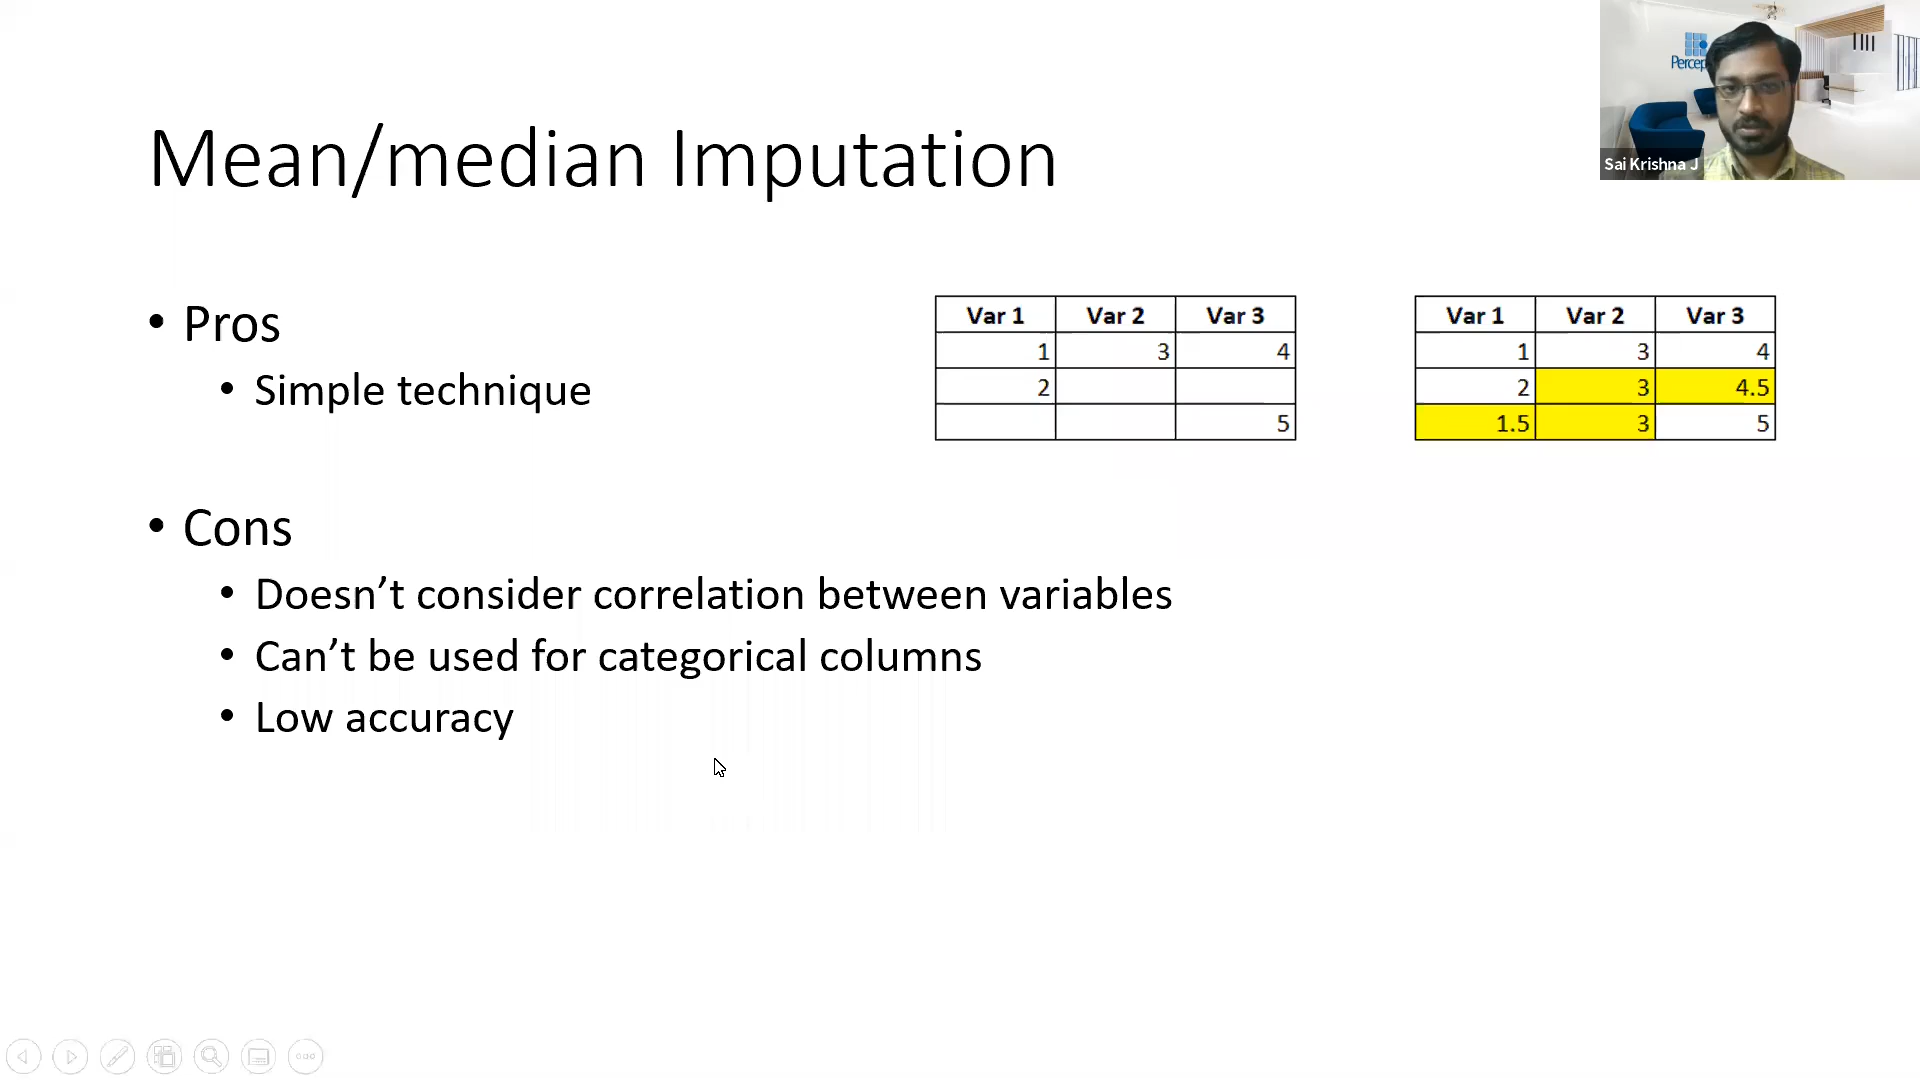 Percep
Sai Krishna J
Mean/median Imputation
• Pros
• Simple technique
Var 1 Var 2 Var 3
1 3 4
2
5
Var 1 Var 2 Var 3
1 3 4
2 3 4.5
1.5 3 5
• Cons
• Doesn’t consider correlation between variables
• Can’t be used for categorical columns
• Low accuracy